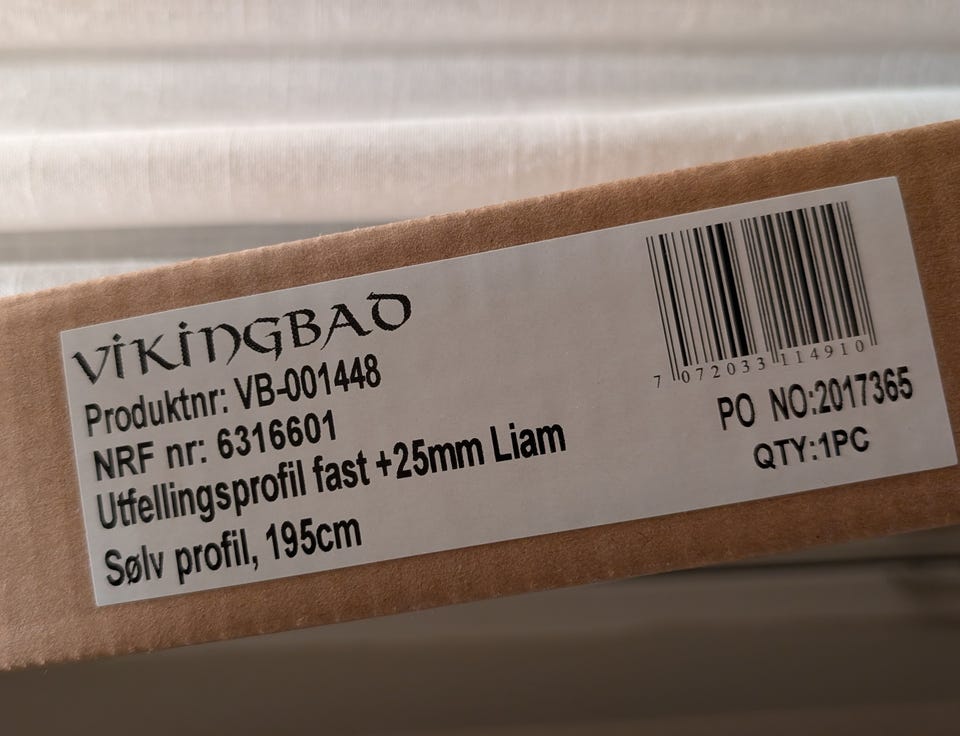 VIKINGBAD
Produktnr: VB-001448
NRF nr: 6316601
Utfellingsprofil fast +25mm Liam
Sølv profil, 195cm
7 072033 114910
PO NO:2017365
QTY:1PC